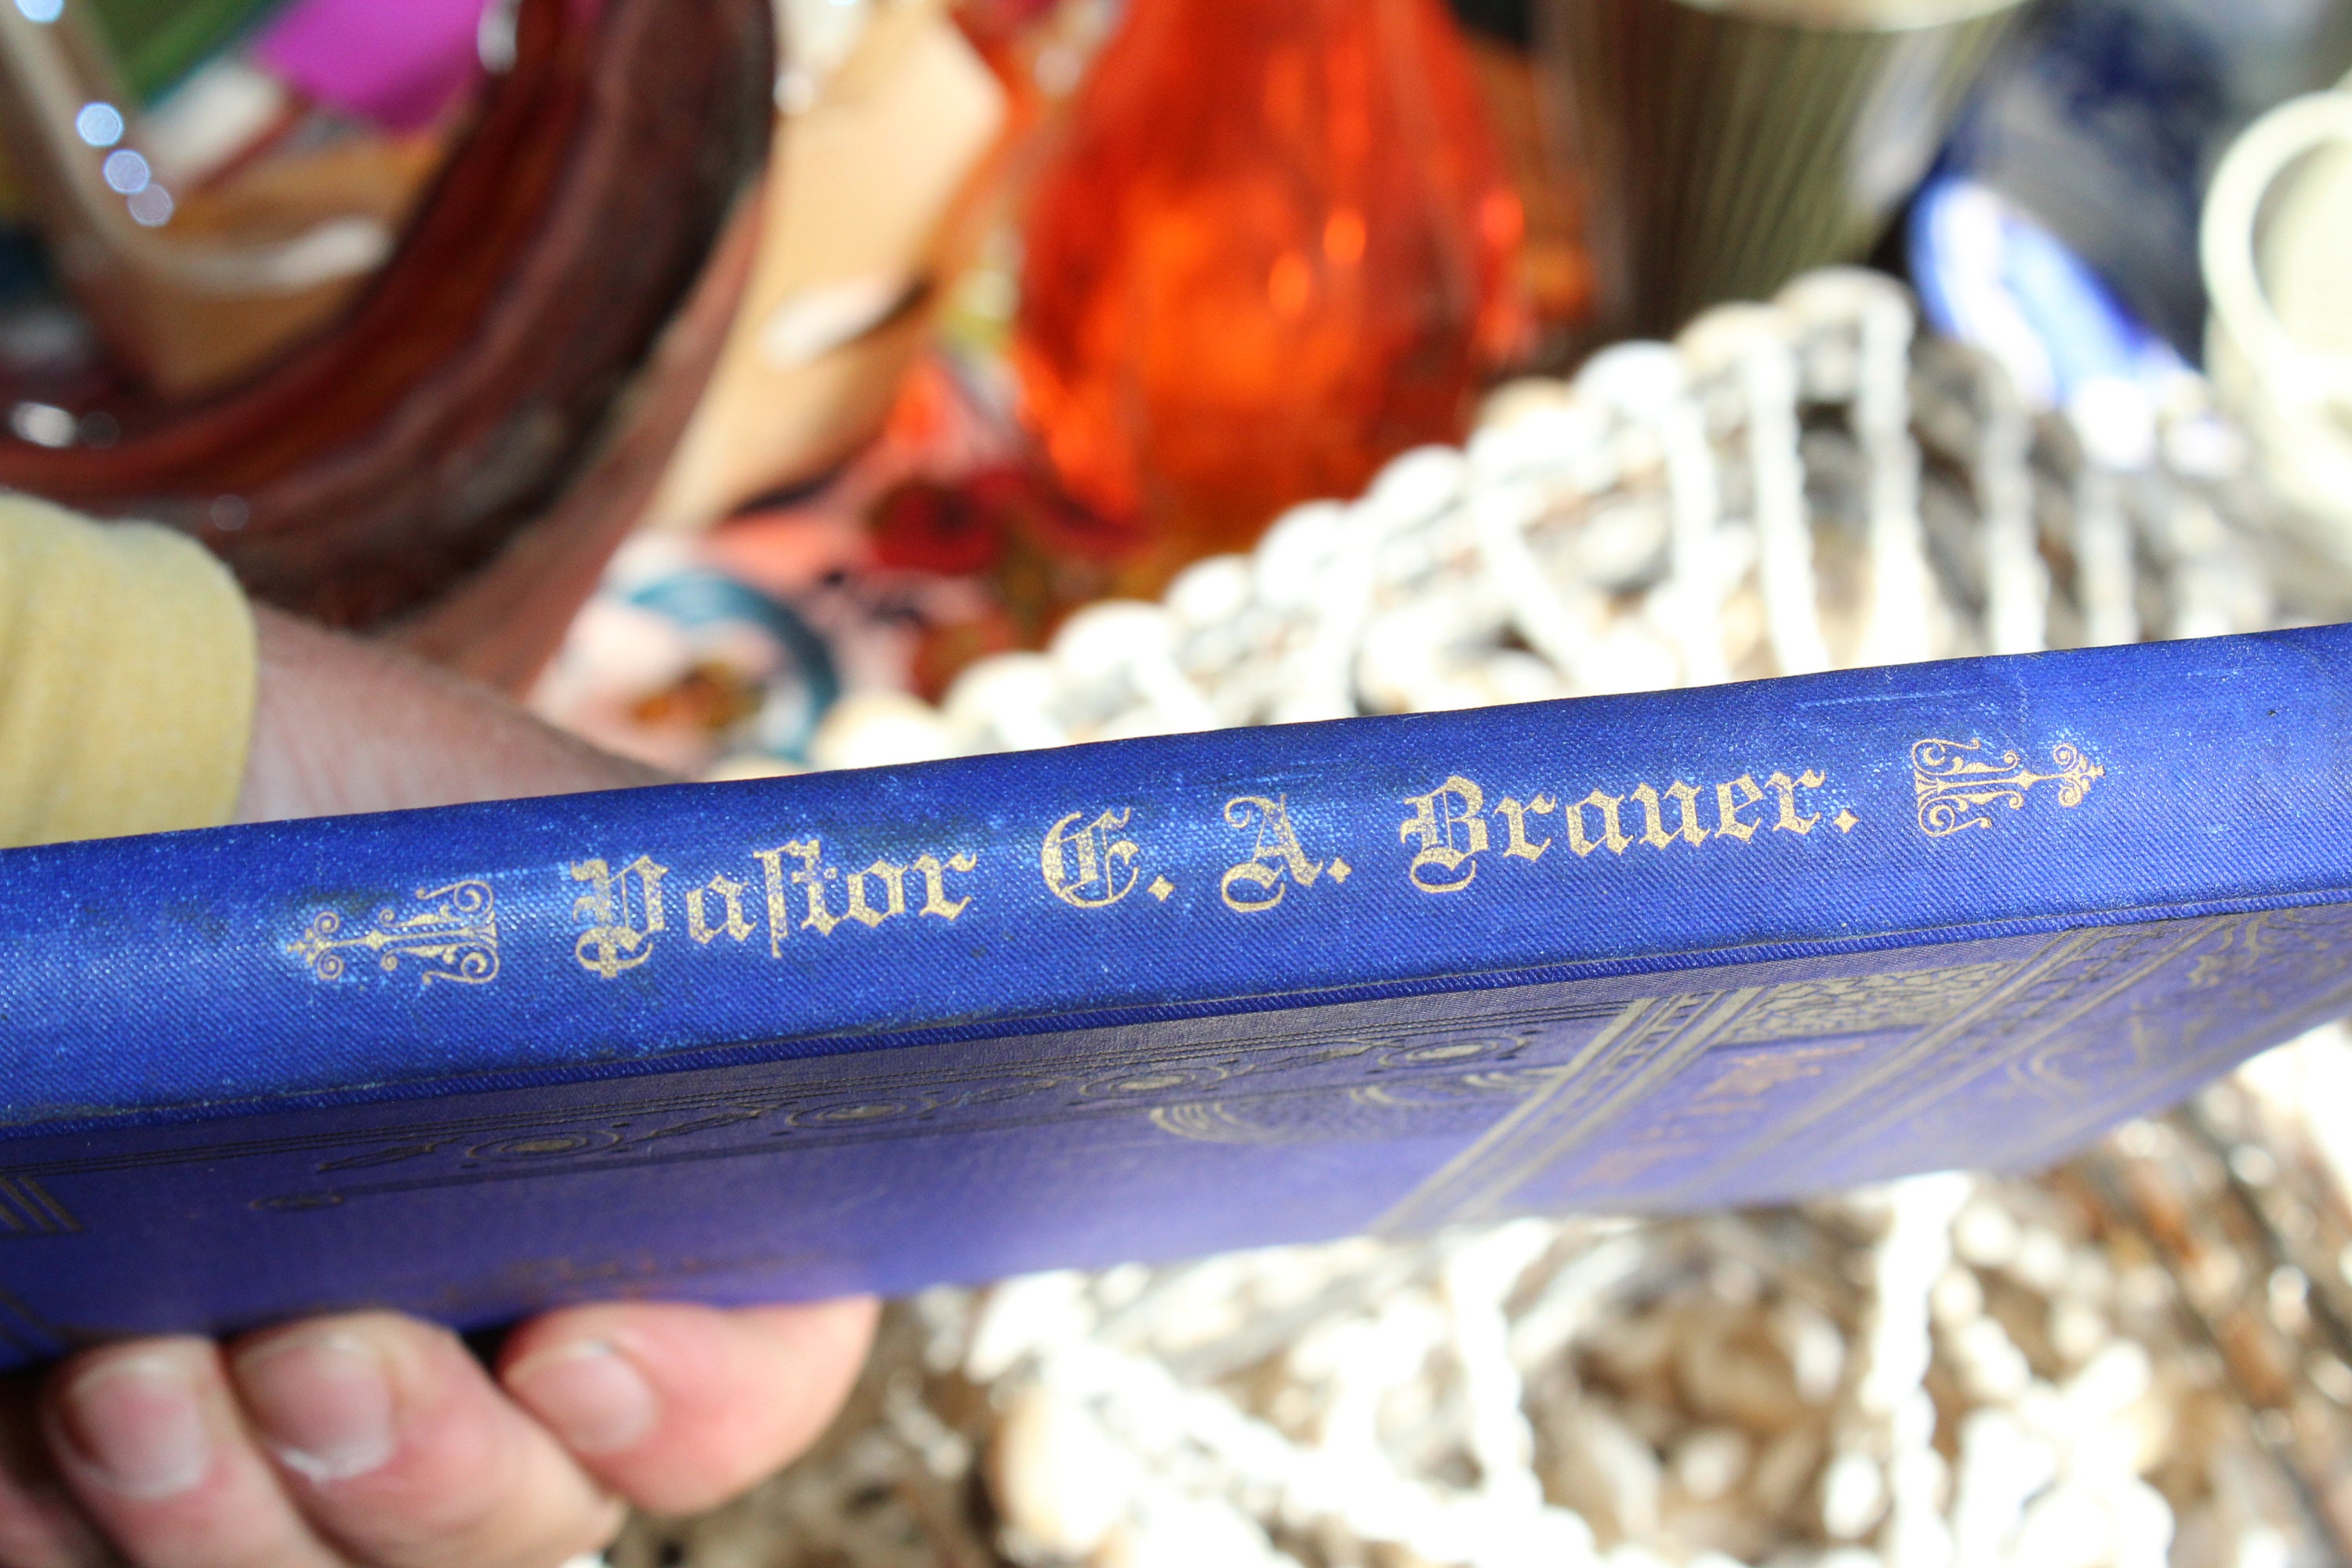 Paſtor E. A. Brauer.